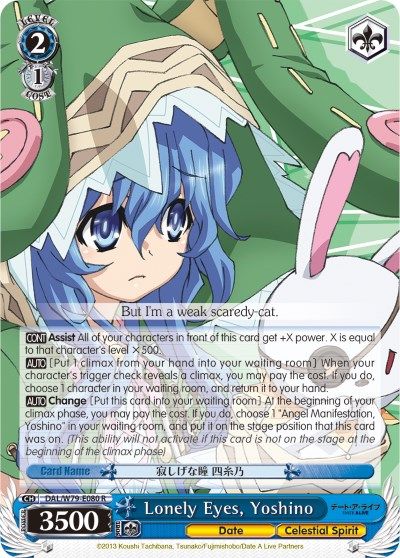 LEVEL
2
1
COST
But I'm a weak scaredy-cat.
CONT Assist All of your characters in front of this card get +X power. X is equal
to that character's level ×500.
AUTO [Put 1 climax from your hand into your waiting room] When your
character's trigger check reveals a climax, you may pay the cost. If you do,
choose 1 character in your waiting room, and return it to your hand.
AUTO Change [Put this card into your waiting room] At the beginning of your
climax phase, you may pay the cost. If you do, choose 1 "Angel Manifestation,
Yoshino" in your waiting room, and put it on the stage position that this card
was on. (This ability will not activate if this card is not on the stage at the
beginning of the climax phase)
Card Name 寂しげな瞳 四糸乃
CH DAL/W79-E080 R
Lonely Eyes, Yoshino
デート・ア・ライブ
POWER
3500
SOUL
Date
Celestial Spirit
©2013 Koushi Tachibana, Tsunako/Fujimishobo/Date A Live Partners